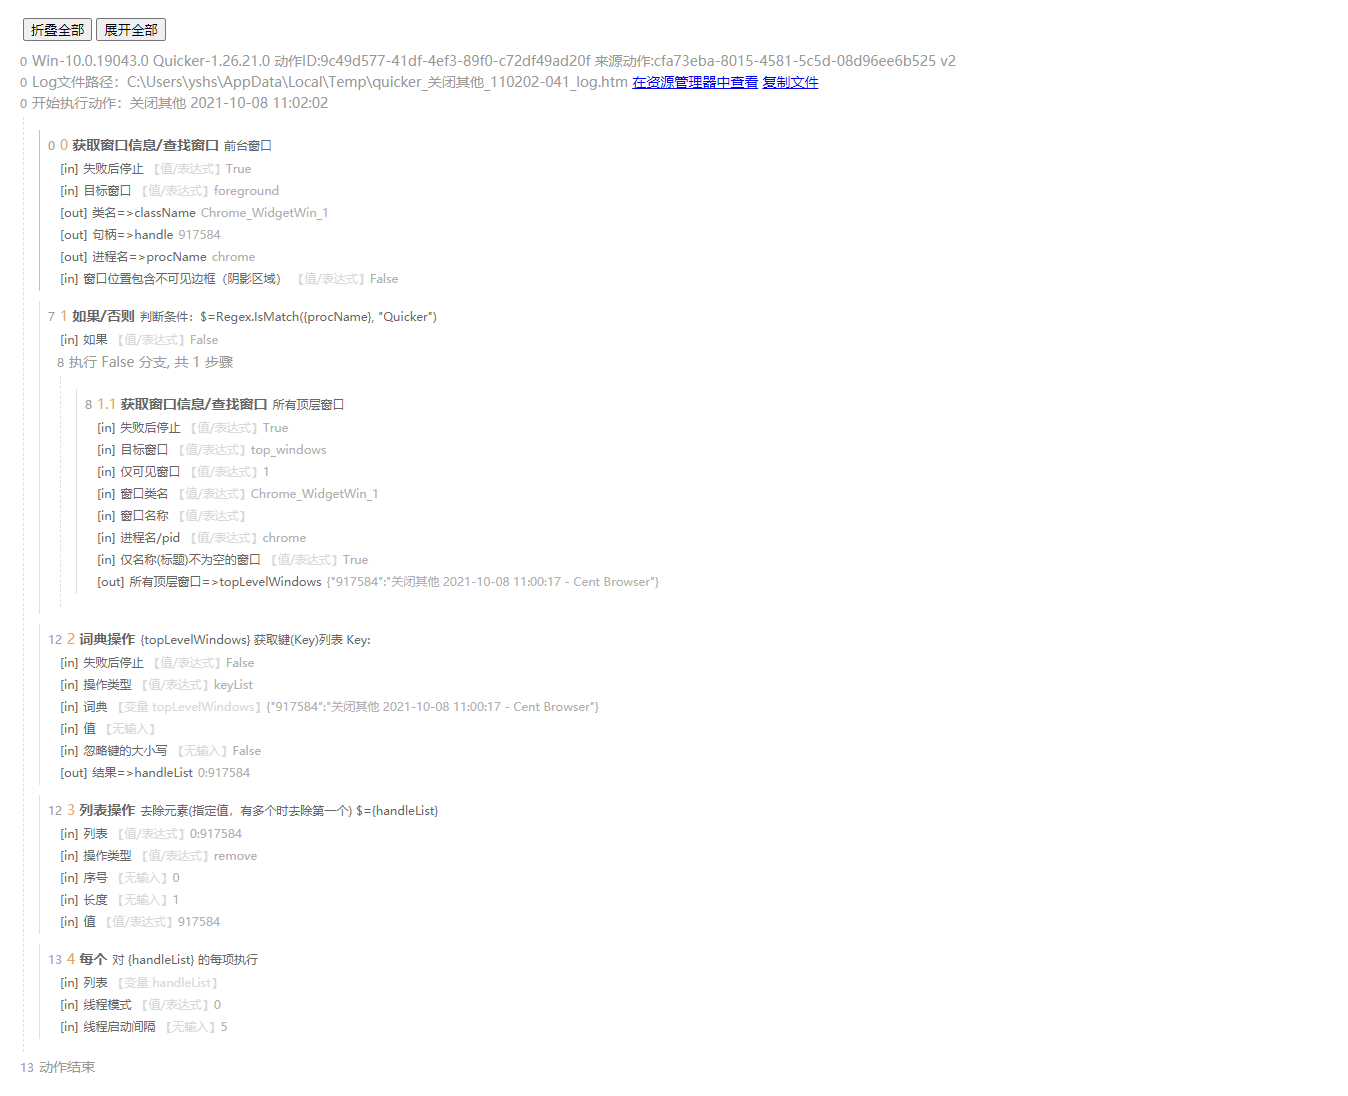 折叠全部 展开全部
0 Win-10.0.19043.0 Quicker-1.26.21.0 动作ID:9c49d577-41df-4ef3-89f0-c72df49ad20f 来源动作:cfa73eba-8015-4581-5c5d-08d96ee6b525 v2
0 Log文件路径：C:\Users\yshs\AppData\Local\Temp\quicker_关闭其他_110202-041_log.htm 在资源管理器中查看 复制文件
0 开始执行动作：关闭其他 2021-10-08 11:02:02
0 0 获取窗口信息/查找窗口 前台窗口
[in] 失败后停止 【值/表达式】True
[in] 目标窗口 【值/表达式】foreground
[out] 类名=>className Chrome_WidgetWin_1
[out] 句柄=>handle 917584
[out] 进程名=>procName chrome
[in] 窗口位置包含不可见边框（阴影区域） 【值/表达式】False
7 1 如果/否则 判断条件：$=Regex.IsMatch({procName}, "Quicker")
[in] 如果 【值/表达式】False
8 执行 False 分支, 共 1 步骤
8 1.1 获取窗口信息/查找窗口 所有顶层窗口
[in] 失败后停止 【值/表达式】True
[in] 目标窗口 【值/表达式】top_windows
[in] 仅可见窗口 【值/表达式】1
[in] 窗口类名 【值/表达式】Chrome_WidgetWin_1
[in] 窗口名称 【值/表达式】
[in] 进程名/pid 【值/表达式】chrome
[in] 仅名称(标题)不为空的窗口 【值/表达式】True
[out] 所有顶层窗口=>topLevelWindows {"917584":"关闭其他 2021-10-08 11:00:17 - Cent Browser"}
12 2 词典操作 {topLevelWindows} 获取键(Key)列表 Key:
[in] 失败后停止 【值/表达式】False
[in] 操作类型 【值/表达式】keyList
[in] 词典 【变量 topLevelWindows】{"917584":"关闭其他 2021-10-08 11:00:17 - Cent Browser"}
[in] 值 【无输入】
[in] 忽略键的大小写 【无输入】False
[out] 结果=>handleList 0:917584
12 3 列表操作 去除元素(指定值，有多个时去除第一个) $={handleList}
[in] 列表 【值/表达式】0:917584
[in] 操作类型 【值/表达式】remove
[in] 序号 【无输入】0
[in] 长度 【无输入】1
[in] 值 【值/表达式】917584
13 4 每个 对 {handleList} 的每项执行
[in] 列表 【变量 handleList】
[in] 线程模式 【值/表达式】0
[in] 线程启动间隔 【无输入】5
13 动作结束